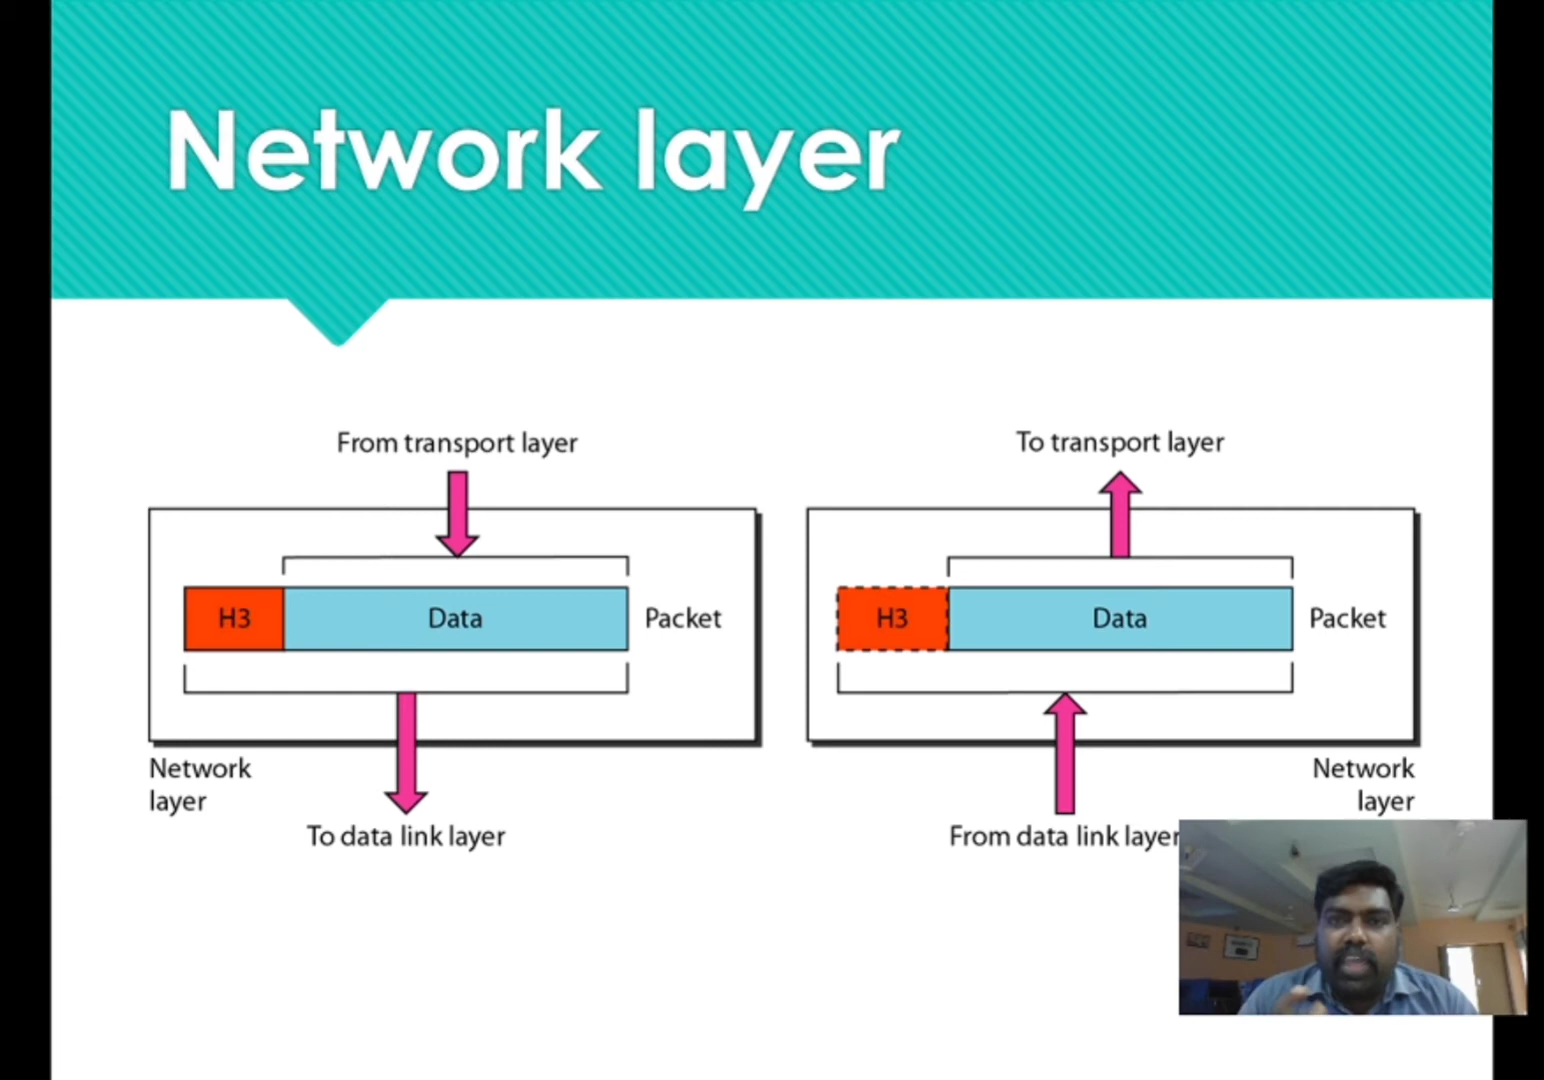 Network layer
From transport layer
To transport layer
H3
Data
Packet
H3
Data
Packet
Network
layer
Network
layer
To data link layer
From data link layer